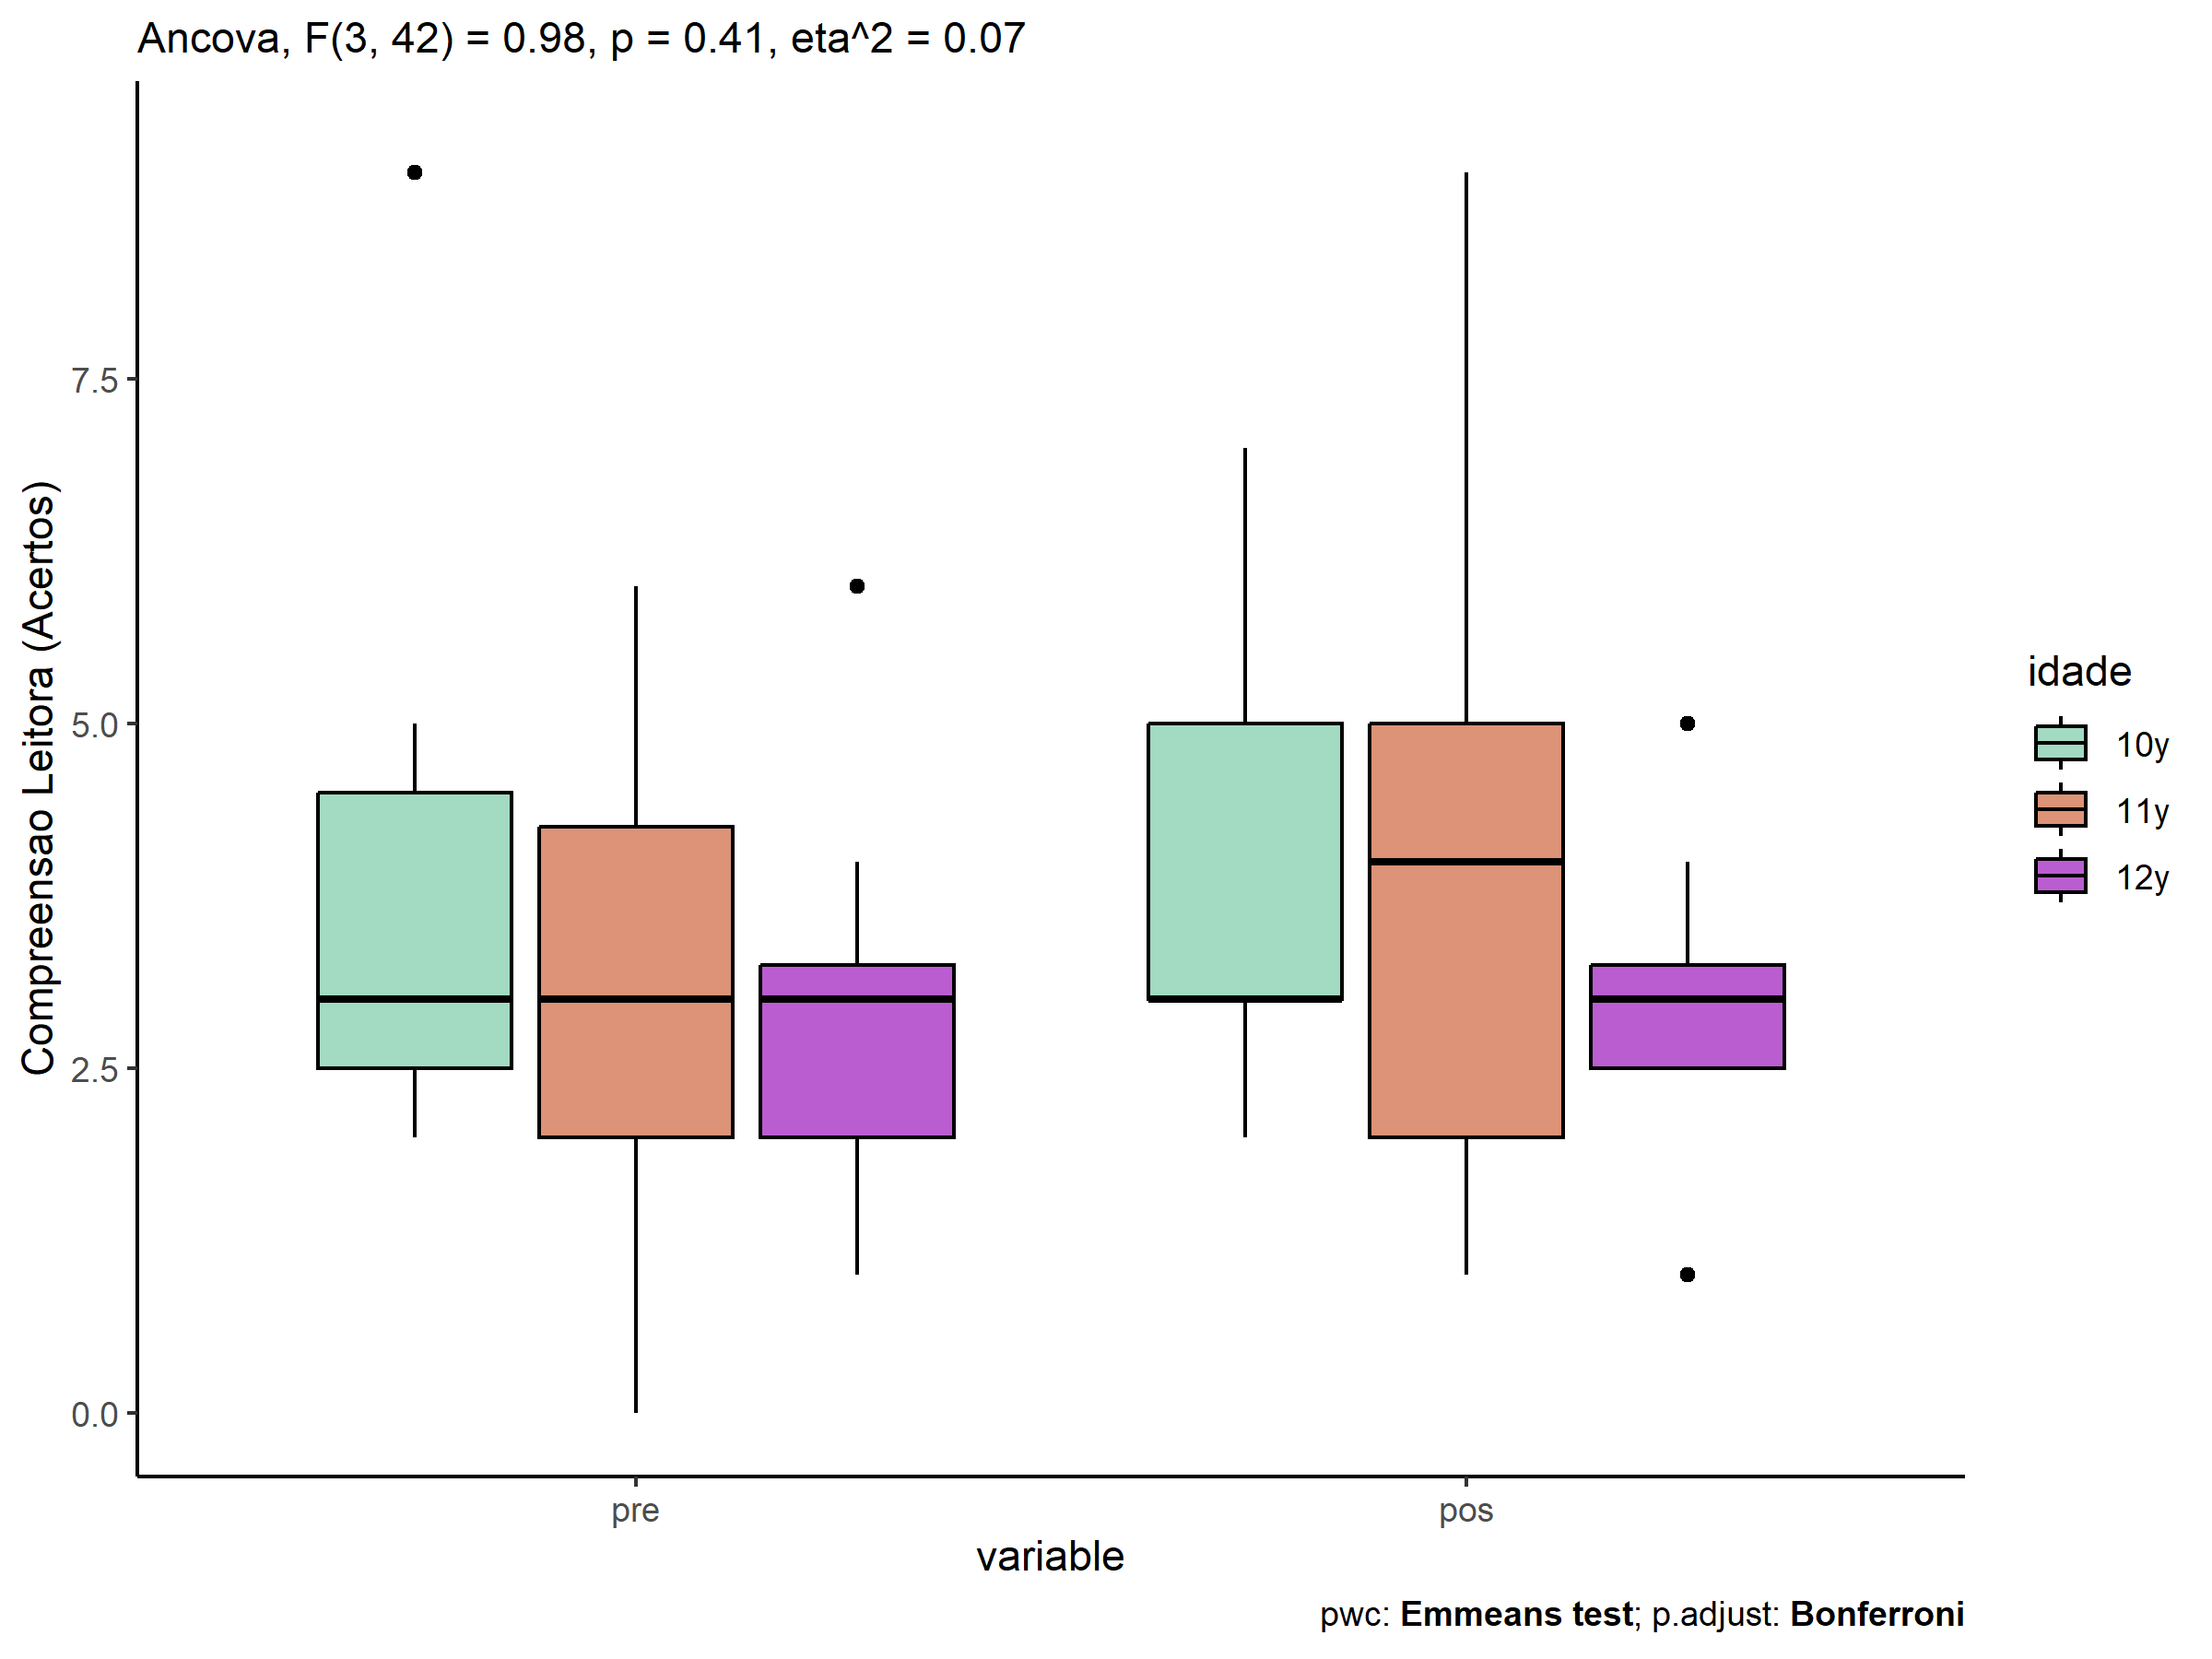 Ancova, F(3, 42) = 0.98, p = 0.41, eta^2 = 0.07
Compreensao Leitora (Acertos)
7.5
5.0
2.5
0.0
pre
pos
variable
idade
10y
11y
12y
pwc: Emmeans test; p.adjust: Bonferroni